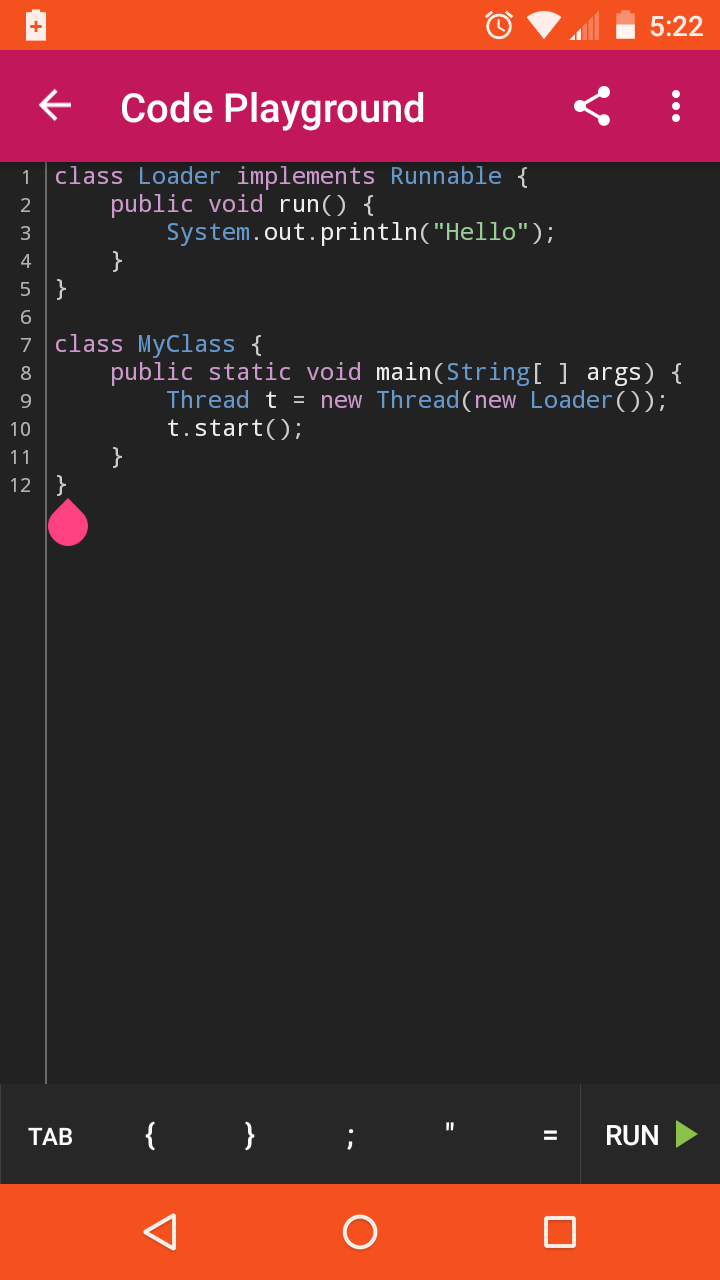 5:22
Code Playground
1 class Loader implements Runnable {
2     public void run() {
3         System.out.println("Hello");
4     }
5 }
6
7 class MyClass {
8     public static void main(String[ ] args) {
9         Thread t = new Thread(new Loader());
10         t.start();
11     }
12 }
TAB { } ; " = RUN